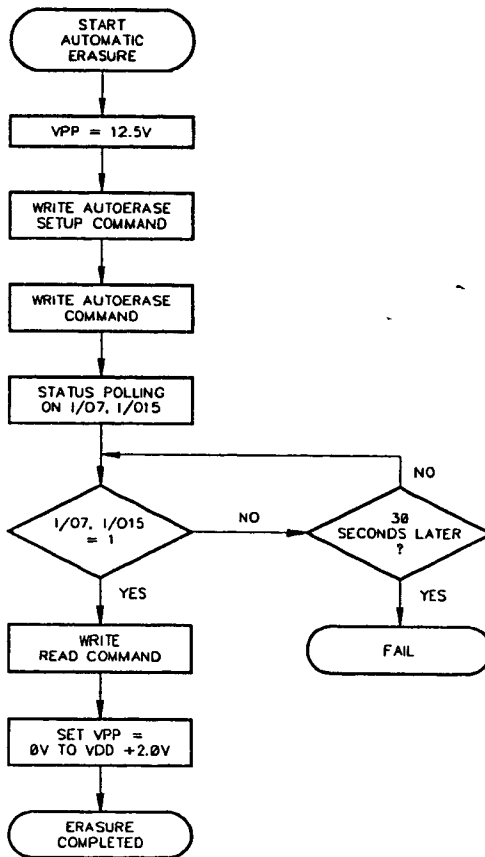 START
AUTOMATIC
ERASURE
VPP = 12.5V
WRITE AUTOERASE
SETUP COMMAND
WRITE AUTOERASE
COMMAND
STATUS POLLING
ON I/O7, I/O15
NO
I/O7, I/O15
= 1
NO
30
SECONDS LATER
?
YES
YES
WRITE
READ COMMAND
FAIL
SET VPP =
0V TO VDD +2.0V
ERASURE
COMPLETED